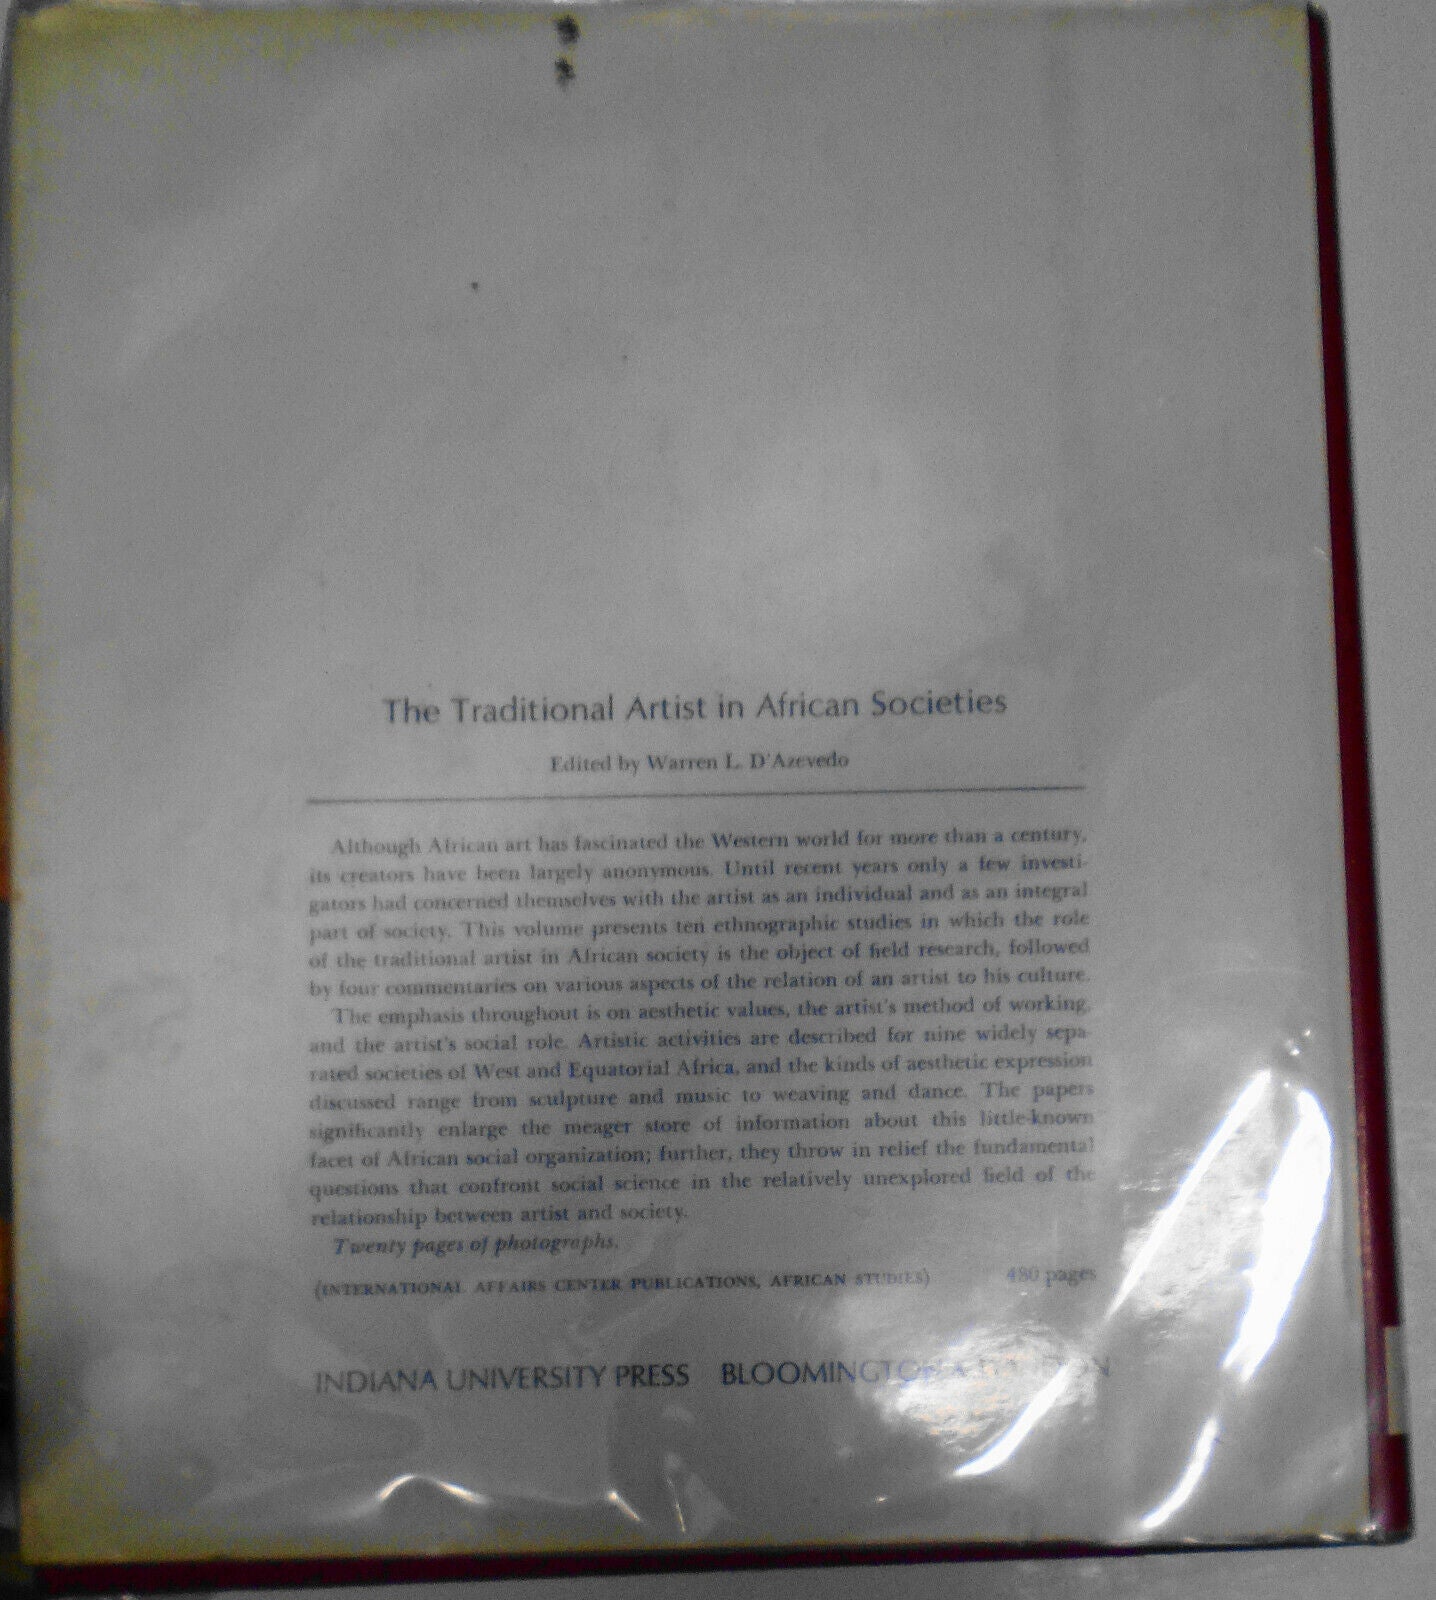 The Traditional Artist in African Societies
Edited by Warren L. D'Azevedo
Although African art has fascinated the Western world for more than a century,
its creators have been largely anonymous. Until recent years only a few investi-
gators had concerned themselves with the artist as an individual and as an integral
part of society. This volume presents ten ethnographic studies in which the role
of the traditional artist in African society is the object of field research, followed
by four commentaries on various aspects of the relation of an artist to his culture.
The emphasis throughout is on aesthetic values, the artist's method of working,
and the artist's social role. Artistic activities are described for nine widely sepa-
rated societies of West and Equatorial Africa, and the kinds of aesthetic expression
discussed range from sculpture and music to weaving and dance. The papers
significantly enlarge the meager store of information about this little-known
facet of African social organization; further, they throw in relief the fundamental
questions that confront social science in the relatively unexplored field of the
relationship between artist and society.
Twenty pages of photographs.
(INTERNATIONAL AFFAIRS CENTER PUBLICATIONS, AFRICAN STUDIES) 480 pages
INDIANA UNIVERSITY PRESS BLOOMINGTON